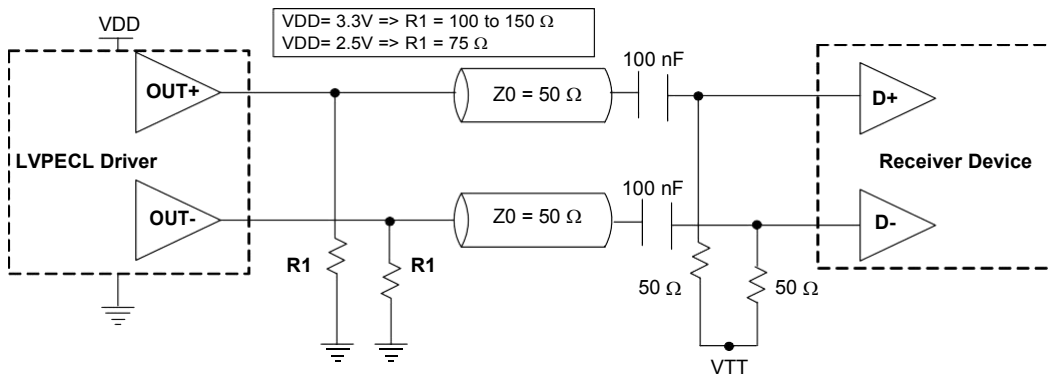 VDD
VDD= 3.3V => R1 = 100 to 150 Ω
VDD= 2.5V => R1 = 75 Ω
100 nF
OUT+
Z0 = 50 Ω
D+
LVPECL Driver
Receiver Device
100 nF
OUT-
Z0 = 50 Ω
D-
R1
R1
50 Ω
50 Ω
VTT